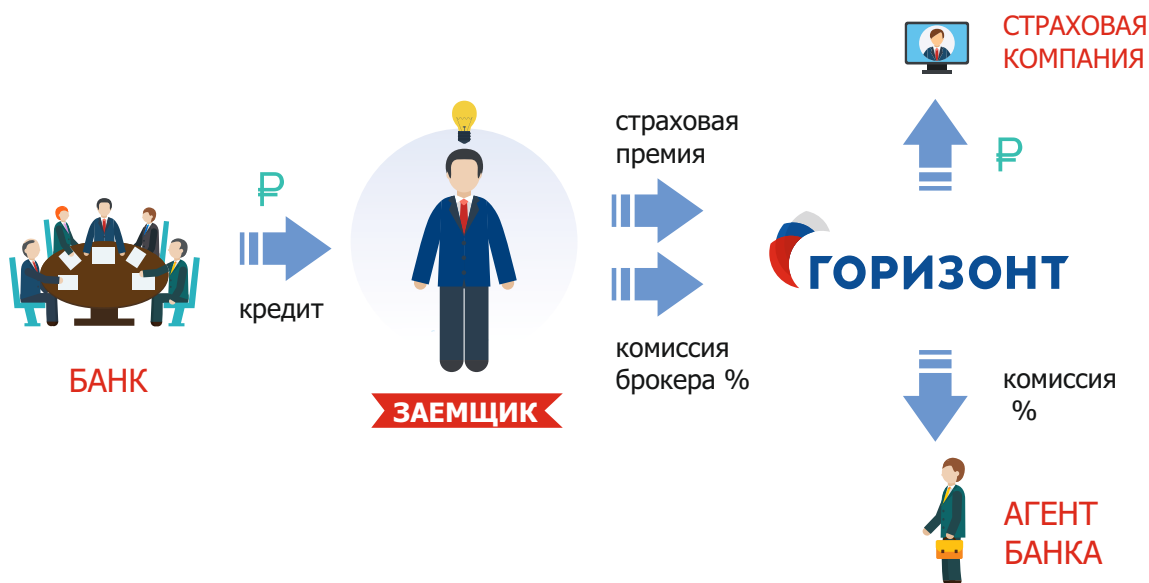 СТРАХОВАЯ
КОМПАНИЯ
₽
страховая
премия
₽
кредит
ГОРИЗОНТ
БАНК
ЗАЕМЩИК
комиссия
брокера %
комиссия
%
АГЕНТ
БАНКА